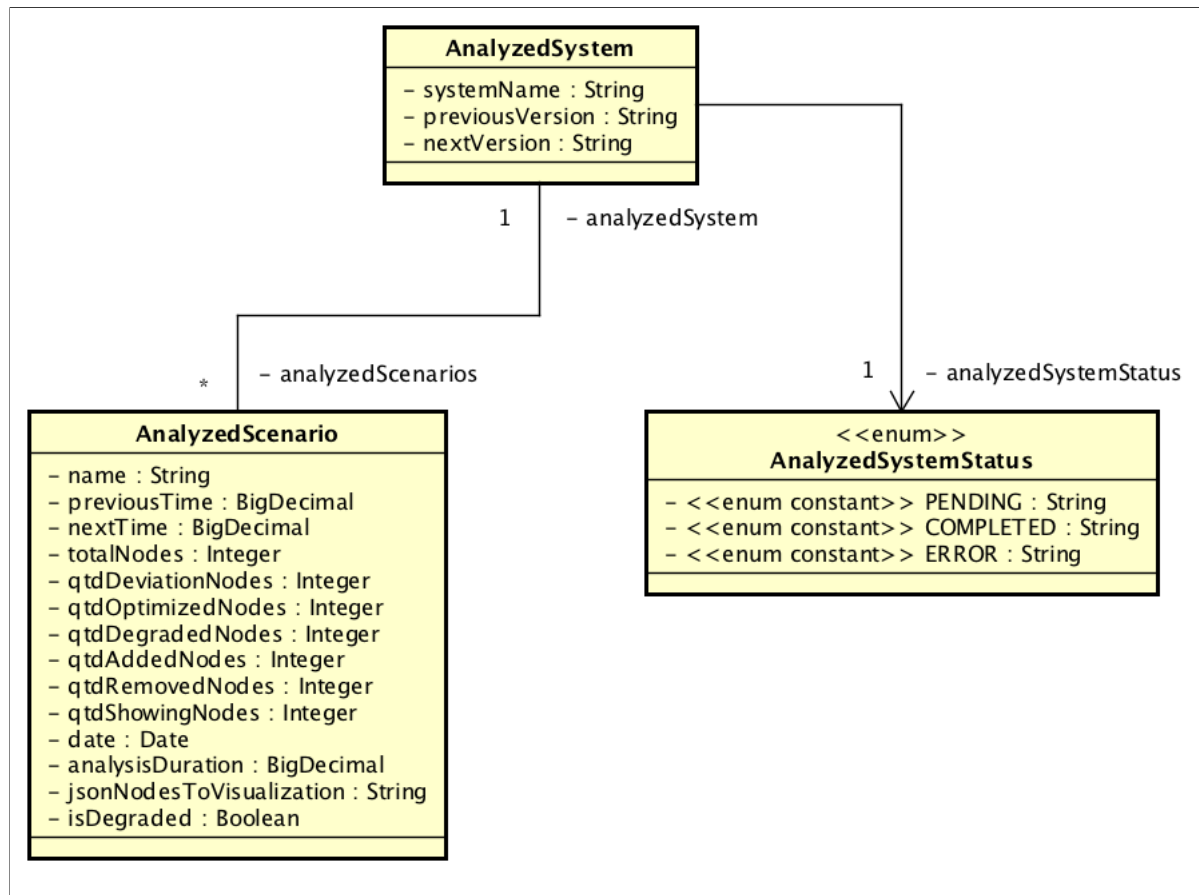 AnalyzedSystem
– systemName : String
– previousVersion : String
– nextVersion : String
1
– analyzedSystem
* – analyzedScenarios
1 – analyzedSystemStatus
AnalyzedScenario
– name : String
– previousTime : BigDecimal
– nextTime : BigDecimal
– totalNodes : Integer
– qtdDeviationNodes : Integer
– qtdOptimizedNodes : Integer
– qtdDegradedNodes : Integer
– qtdAddedNodes : Integer
– qtdRemovedNodes : Integer
– qtdShowingNodes : Integer
– date : Date
– analysisDuration : BigDecimal
– jsonNodesToVisualization : String
– isDegraded : Boolean
<<enum>>
AnalyzedSystemStatus
– <<enum constant>> PENDING : String
– <<enum constant>> COMPLETED : String
– <<enum constant>> ERROR : String